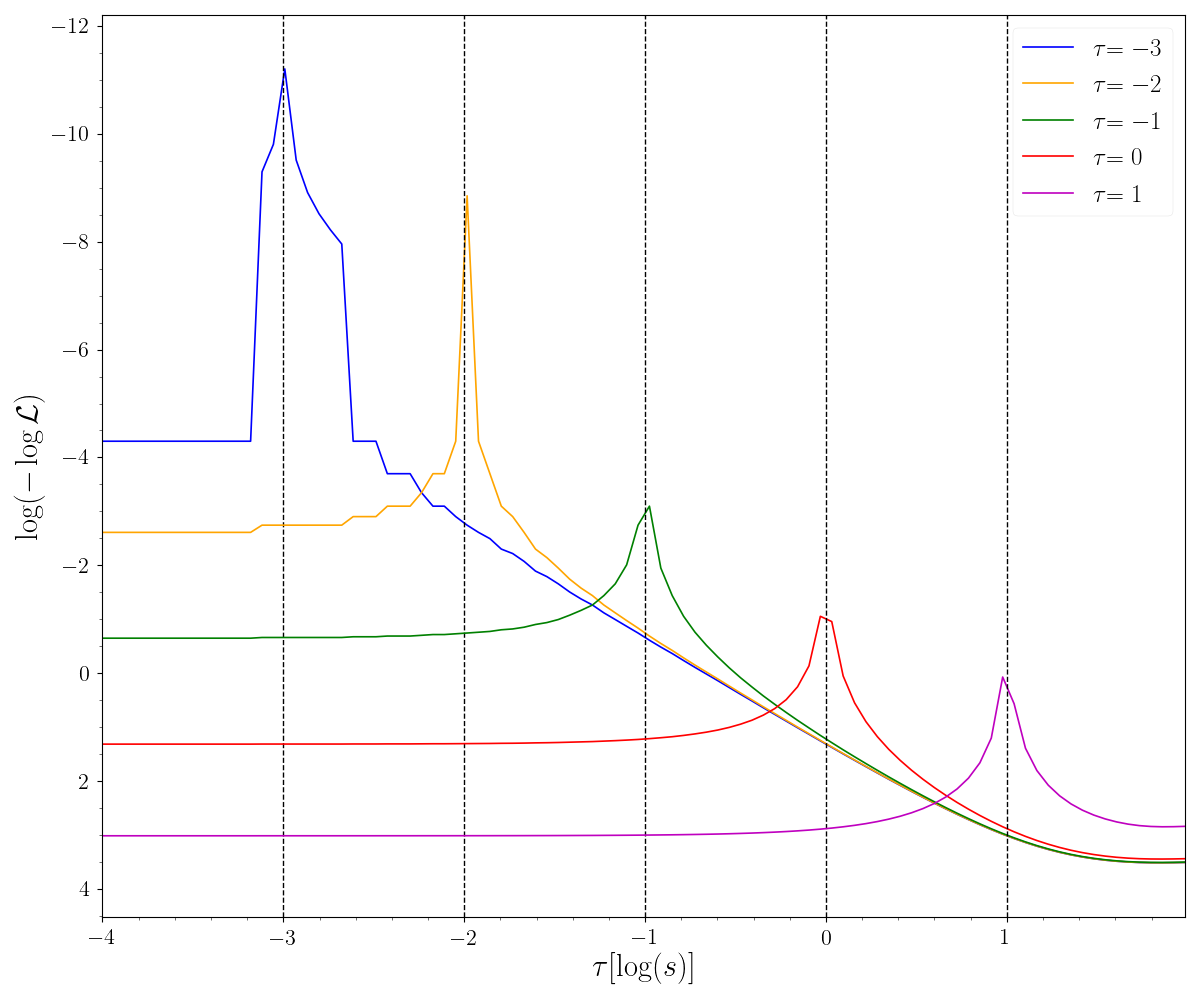 −12
−10
−8
−6
−4
−2
0
2
4
log(− log ℒ)
−4 −3 −2 −1 0 1
τ[log(s)]
τ = −3
τ = −2
τ = −1
τ = 0
τ = 1